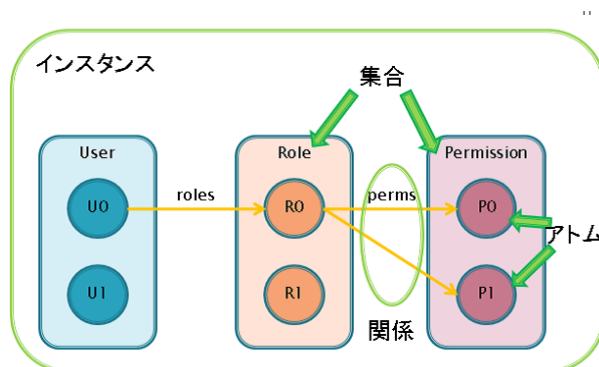 インスタンス
集合
User
Role
Permission
U0
roles
R0
perms
P0
アトム
U1
R1
P1
関係